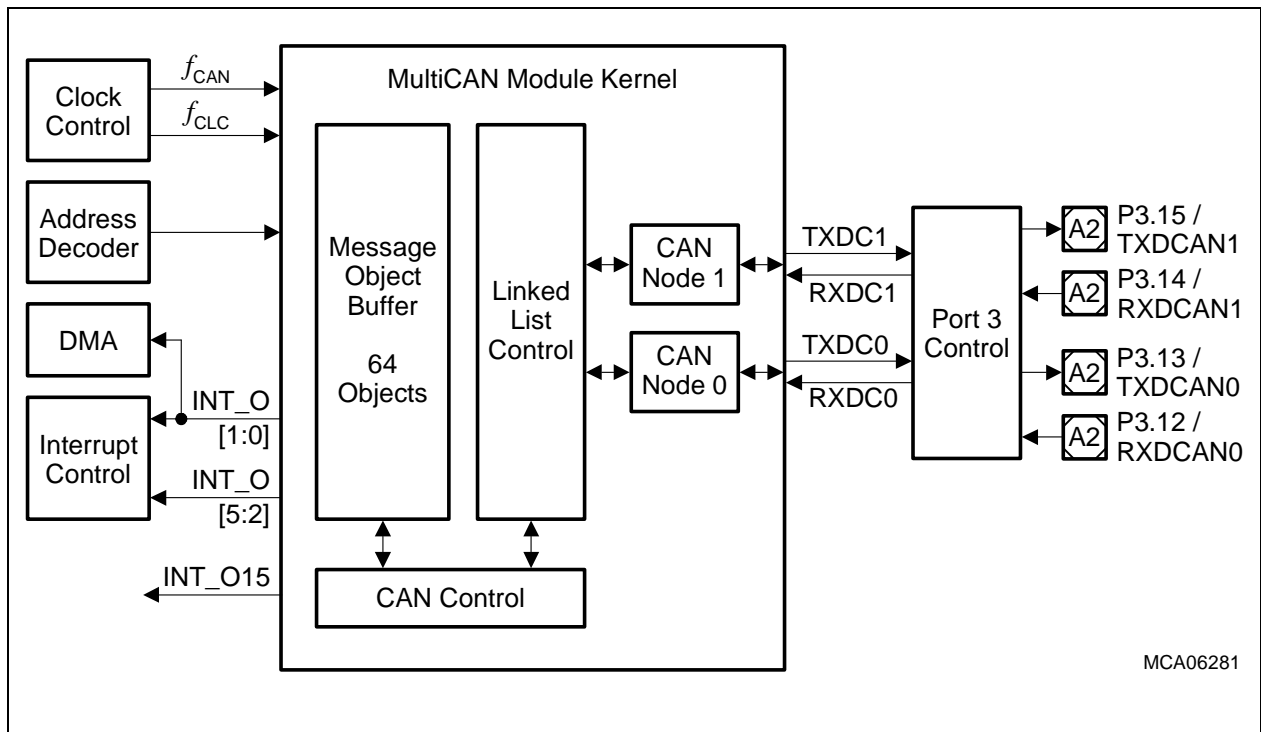 MultiCAN Module Kernel
Clock
Control
fCAN
fCLC
Address
Decoder
DMA
Interrupt
Control
INT_O
[1:0]
INT_O
[5:2]
INT_O15
Message
Object
Buffer
64
Objects
Linked
List
Control
CAN Control
CAN
Node 1
CAN
Node 0
TXDC1
RXDC1
TXDC0
RXDC0
Port 3
Control
A2
P3.15 /
TXDCAN1
A2
P3.14 /
RXDCAN1
A2
P3.13 /
TXDCAN0
A2
P3.12 /
RXDCAN0
MCA06281